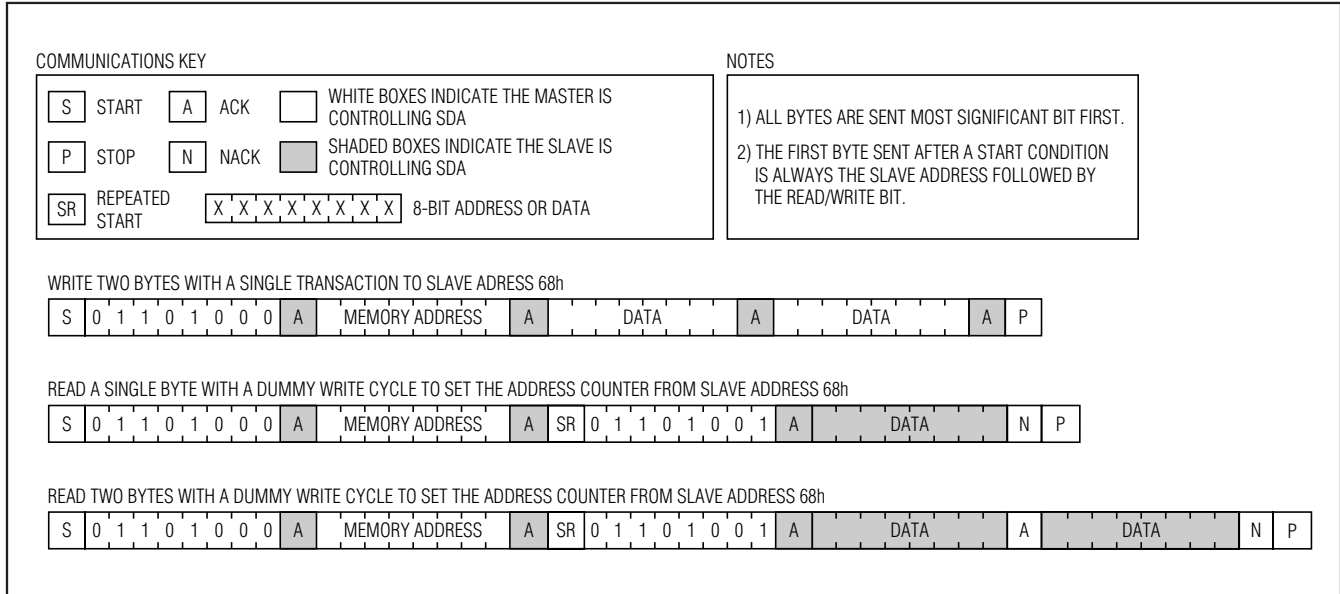 COMMUNICATIONS KEY
S START A ACK WHITE BOXES INDICATE THE MASTER IS
CONTROLLING SDA
P STOP N NACK SHADED BOXES INDICATE THE SLAVE IS
CONTROLLING SDA
SR REPEATED
START
X X X X X X X X 8-BIT ADDRESS OR DATA
NOTES
1) ALL BYTES ARE SENT MOST SIGNIFICANT BIT FIRST.
2) THE FIRST BYTE SENT AFTER A START CONDITION
IS ALWAYS THE SLAVE ADDRESS FOLLOWED BY
THE READ/WRITE BIT.
WRITE TWO BYTES WITH A SINGLE TRANSACTION TO SLAVE ADRESS 68h
S 0 1 1 0 1 0 0 0 A MEMORY ADDRESS A DATA A DATA A P
READ A SINGLE BYTE WITH A DUMMY WRITE CYCLE TO SET THE ADDRESS COUNTER FROM SLAVE ADDRESS 68h
S 0 1 1 0 1 0 0 0 A MEMORY ADDRESS A SR 0 1 1 0 1 0 0 1 A DATA N P
READ TWO BYTES WITH A DUMMY WRITE CYCLE TO SET THE ADDRESS COUNTER FROM SLAVE ADDRESS 68h
S 0 1 1 0 1 0 0 0 A MEMORY ADDRESS A SR 0 1 1 0 1 0 0 1 A DATA A DATA N P